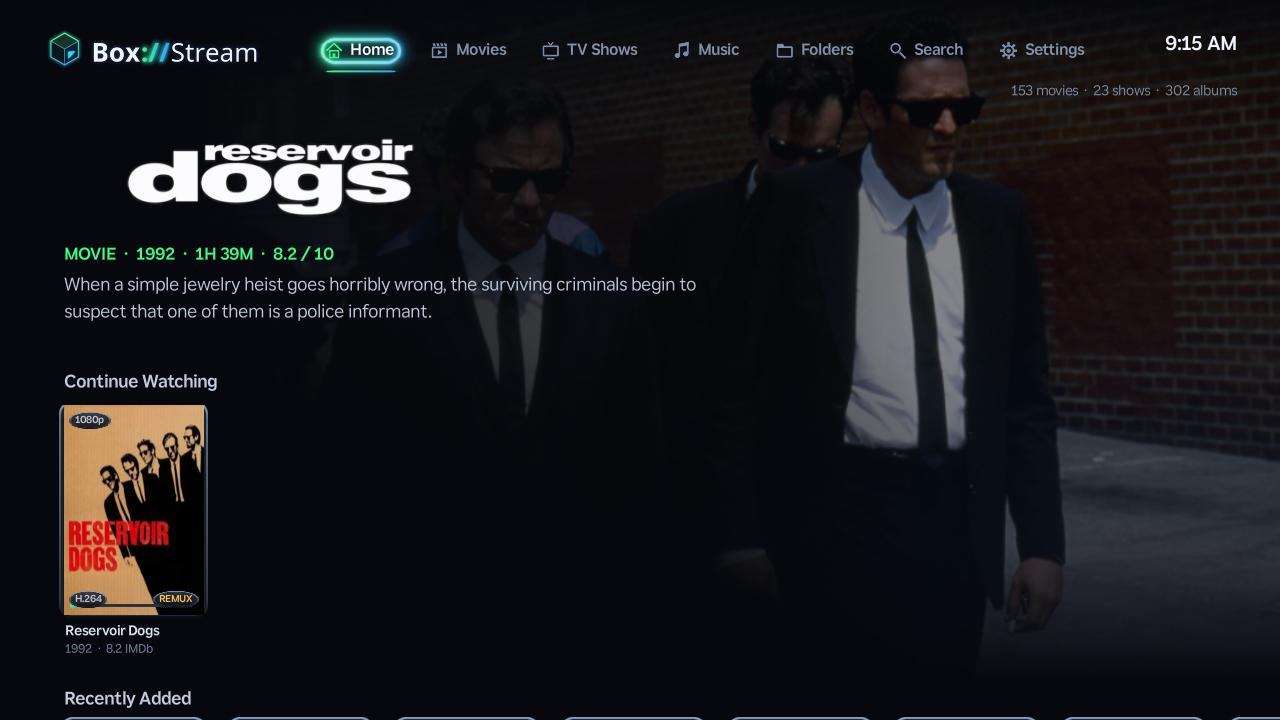 Box://Stream
Home
Movies
TV Shows
Music
Folders
Search
Settings
9:15 AM
153 movies · 23 shows · 302 albums
reservoir
dogs
MOVIE · 1992 · 1H 39M · 8.2 / 10
When a simple jewelry heist goes horribly wrong, the surviving criminals begin to
suspect that one of them is a police informant.
Continue Watching
1080p
RESERVOIR
DOGS
H.264
REMUX
Reservoir Dogs
1992 · 8.2 IMDb
Recently Added